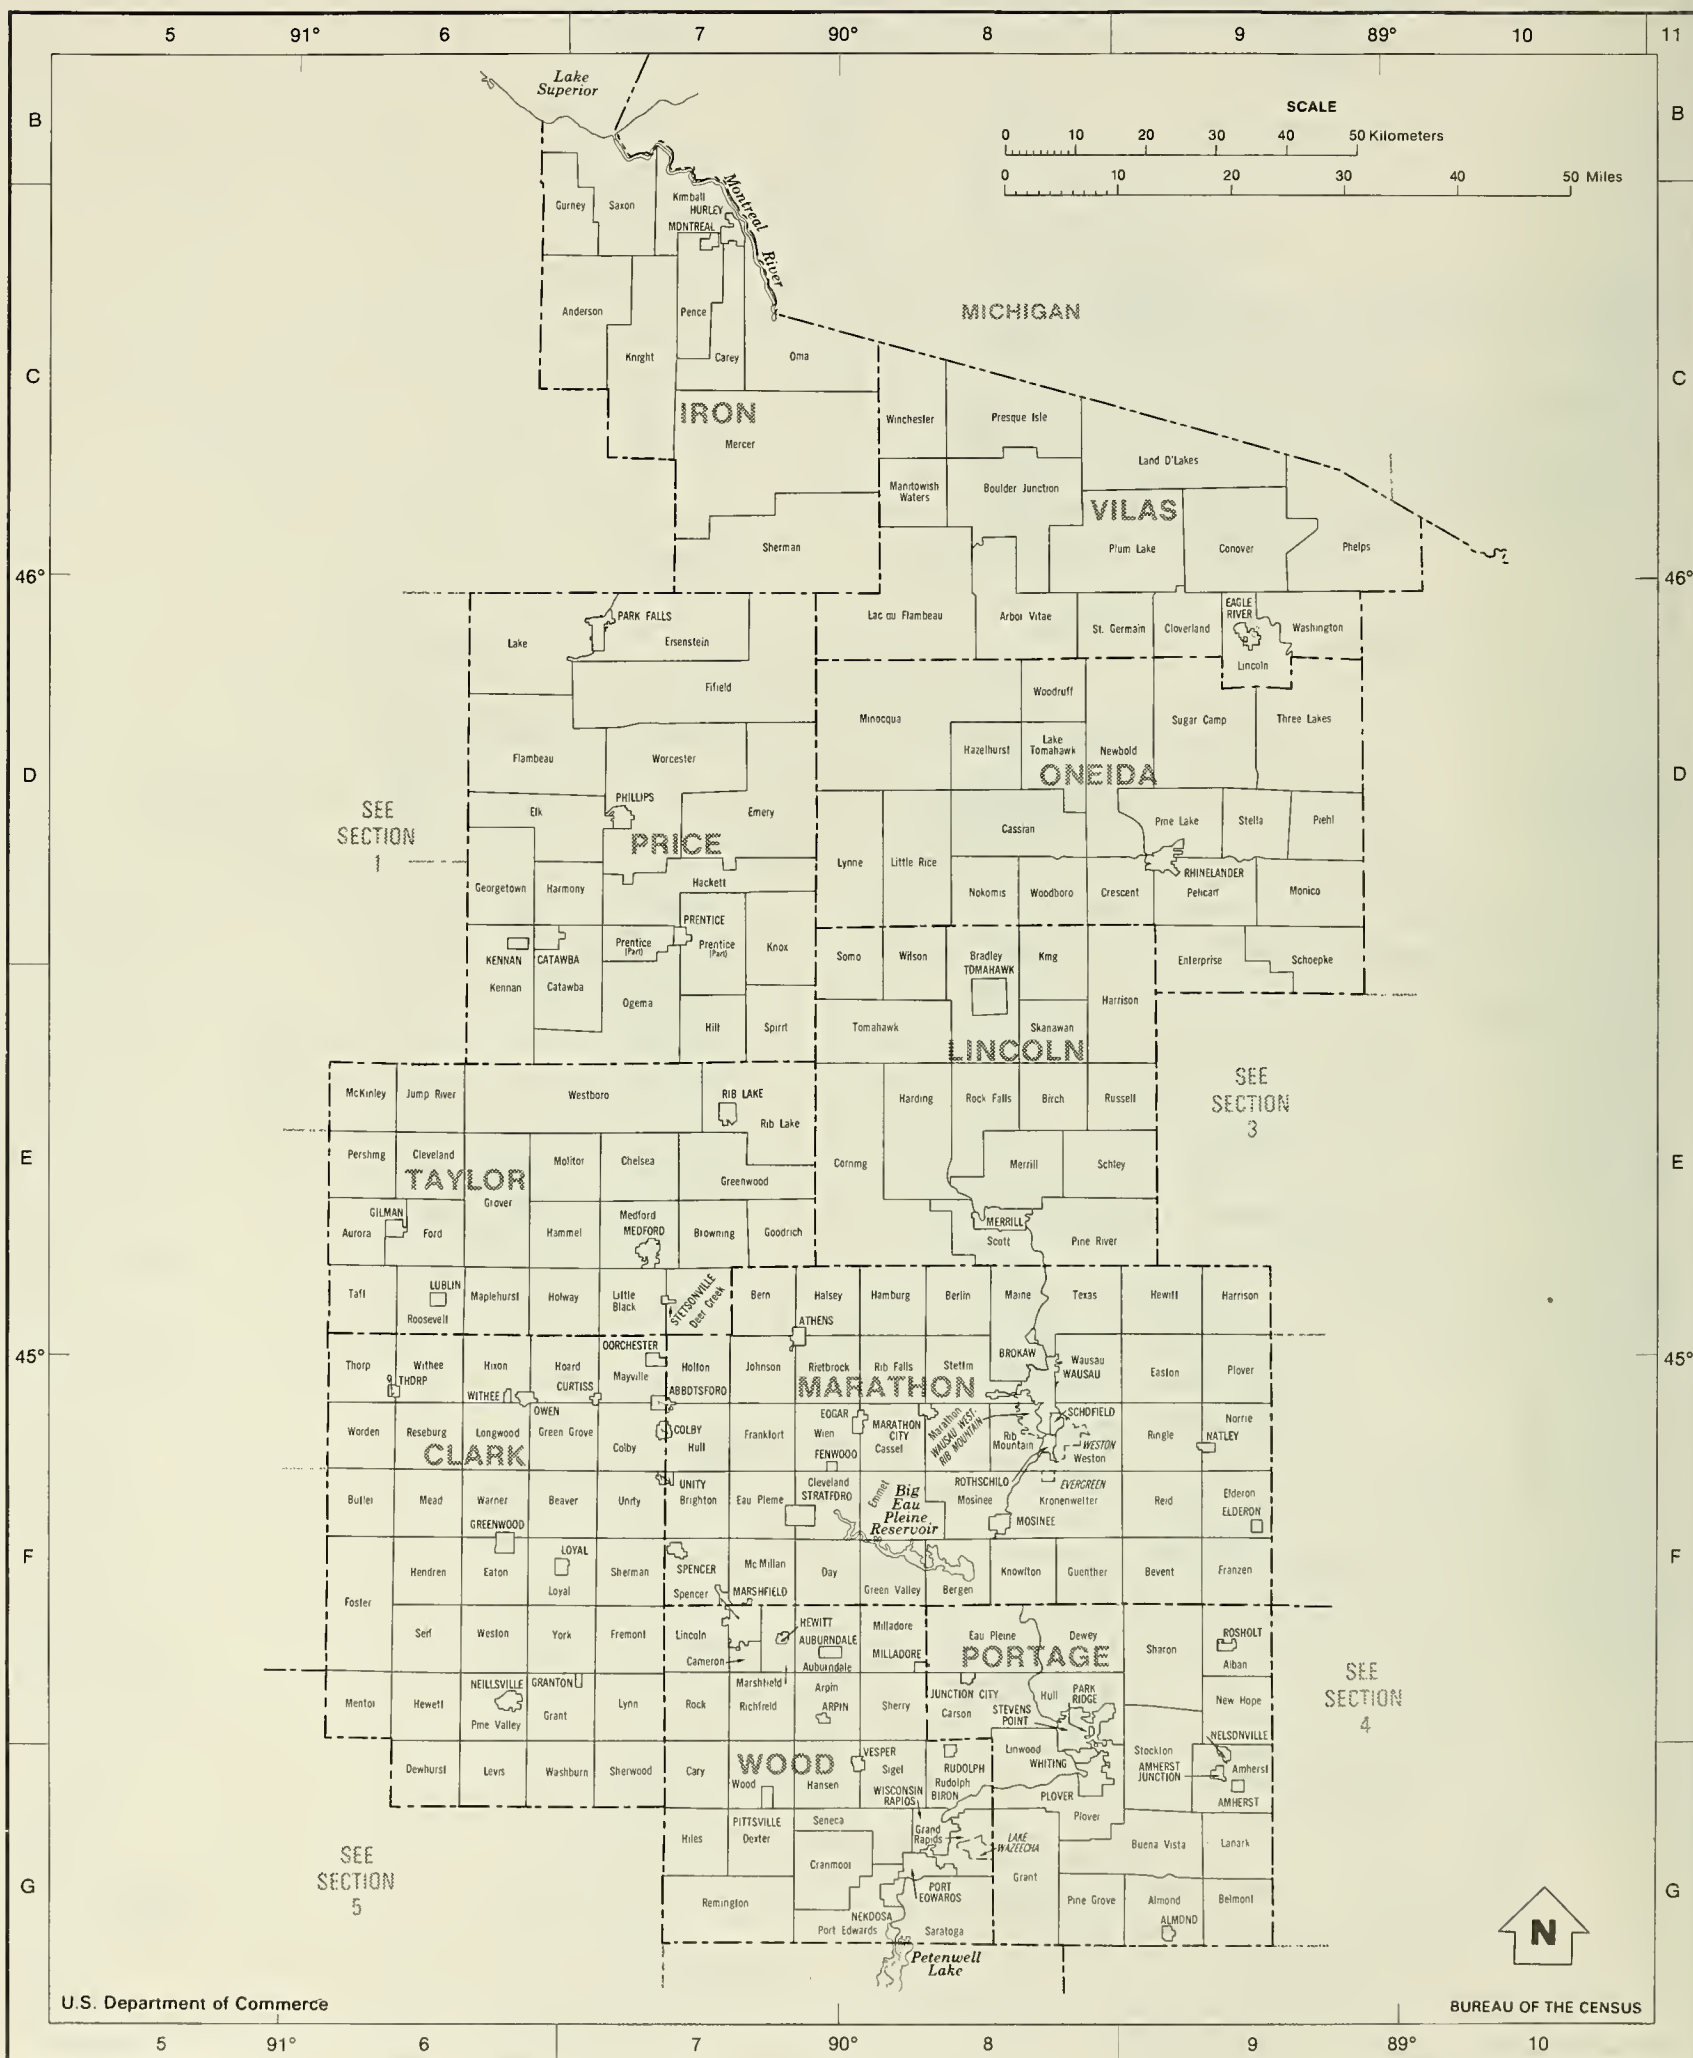 5 91° 6 7 90° 8 9 89° 10 11
Lake
Superior
SCALE
0 10 20 30 40 50 Kilometers
0 10 20 30 40 50 Miles
B B
Montreal
River
Gurney Saxon Kimball
HURLEY
MONTREAL
Anderson Pence
MICHIGAN
Knrght Carey Oma
C C
IRON
Mercer
Winchester Presque Isle
Land D'Lakes
Manitowish
Waters
Boulder Junction
VILAS
Sherman Plum Lake Conover Phelps
46° 46°
PARK FALLS
Lake Ersenstein
Lac du Flambeau Arbor Vitae St. Germain Cloverland
EAGLE
RIVER
Washington
Lincoln
Fifield
Woodruff
Minocqua Sugar Camp Three Lakes
Hazelhurst
Lake
Tomahawk
Newbold
Flambeau Worcester
D D
ONEIDA
SEE
SECTION
1
PHILLIPS
Elk Emery
PRICE
Cassian Pine Lake Stella Piehl
Lynne Little Rice
RHINELANDER
Georgetown Harmony Hackett
Nokomis Woodboro Crescent Pelican Monico
PRENTICE
Prentice
(Part)
Prentice
(Part)
Knox
KENNAN CATAWBA
Kennan Catawba
Ogema
Hill Spirit
Somo Wilson Bradley
TOMAHAWK
King
Enterprise Schoepke
Harrison
Tomahawk Skanawan
LINCOLN
McKinley Jump River Westboro
RIB LAKE
Rib Lake
Harding Rock Falls Birch Russell
SEE
SECTION
3
E E
Pershing Cleveland
TAYLOR
Grover
Molitor Chelsea
Greenwood
Corning Merrill Schley
GILMAN
Aurora Ford Hammel
Medford
MEDFORD
Browning Goodrich
MERRILL
Scott Pine River
Taft
LUBLIN
Roosevelt
Maplehurst Holway
Little
Black
STETSONVILLE
Deer Creek
Bern Halsey Hamburg Berlin Maine Texas Hewitt Harrison
ATHENS
45° 45°
Thorp
THORP
Withee Hixon
WITHEE
OWEN
Hoard
CURTISS
DORCHESTER
Mayville
Holton
ABBOTSFORD
Johnson Rietbrock Rib Falls Stettin
MARATHON
BROKAW
Wausau
WAUSAU
Easton Plover
Worden Reseburg Longwood Green Grove
CLARK
Colby
COLBY
Hull
Frankfort
EDGAR
Wien
FENWOOD
MARATHON
CITY
Cassel
Marathon
WAUSAU WEST-
RIB MOUNTAIN
Rib
Mountain
SCHOFIELD
WESTON
Weston
Ringle
Norrie
HATLEY
Butler Mead Warner Beaver Unity
UNITY
Brighton
Eau Pleine
Cleveland
STRATFORD
Emmet
Big
Eau
Pleine
Reservoir
ROTHSCHILD
Mosinee
MOSINEE
EVERGREEN
Kronenwetter
Reid
Elderon
ELDERON
GREENWOOD
F F
Hendren Eaton
LOYAL
Loyal
Sherman
SPENCER
Spencer
Mc Millan
MARSHFIELD
Day
Green Valley Bergen Knowlton Guenther Bevent Franzen
Foster
Seif Weston York Fremont Lincoln
Cameron
HEWITT
AUBURNDALE
Auburndale
Milladore
MILLADORE
Eau Pleine Dewey
PORTAGE
Sharon
ROSHOLT
Alban
SEE
SECTION
4
Mentor Hewett
NEILLSVILLE
Pine Valley
GRANTON
Grant
Lynn Rock
Marshfield
Richfield
Arpin
ARPIN
Sherry
JUNCTION CITY
Carson
Hull
PARK
RIDGE
STEVENS
POINT
New Hope
NELSONVILLE
Dewhurst Levis Washburn Sherwood Cary
WOOD
Wood
Hansen
VESPER
Sigel
RUDOLPH
Rudolph
BIRON
WISCONSIN
RAPIDS
Linwood
WHITING
PLOVER
Plover
Stockton
AMHERST
JUNCTION
Amherst
AMHERST
SEE
SECTION
5
Hiles
PITTSVILLE
Dexter
Seneca
Cranmoor
Grand
Rapids
LAKE
WAZEECHA
Grant
Buena Vista Lanark
G G
Remington
PORT
EDWARDS
NEKOOSA
Port Edwards Saratoga
Pine Grove Almond
ALMOND
Belmont
N
Petenwell
Lake
U.S. Department of Commerce BUREAU OF THE CENSUS
5 91° 6 7 90° 8 9 89° 10